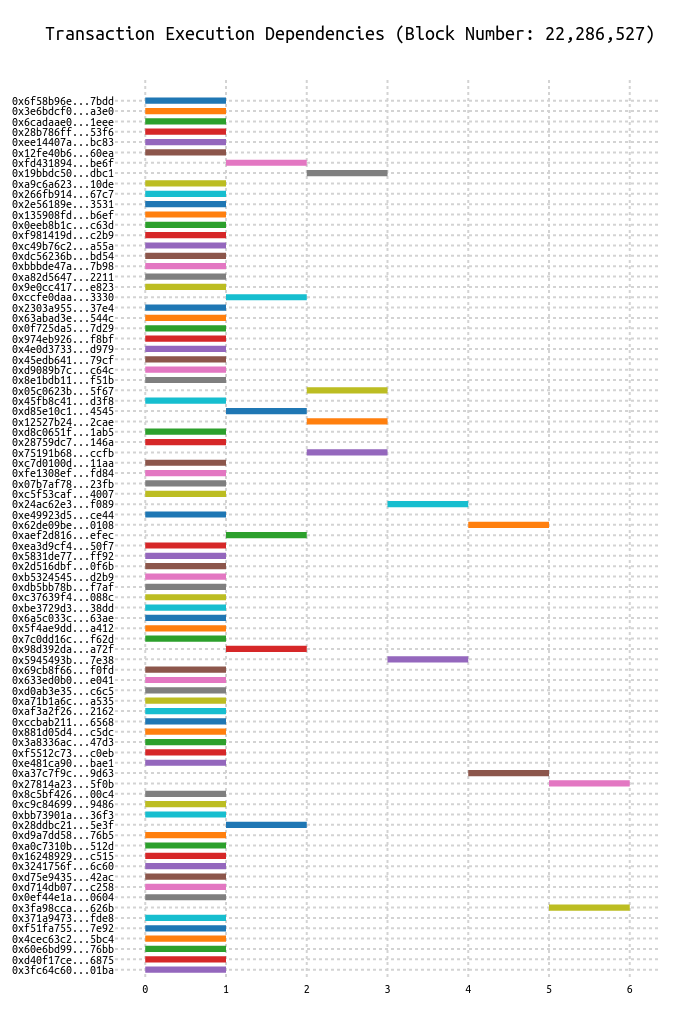 Transaction Execution Dependencies (Block Number: 22,286,527)
0x6f58b96e...7bdd
0x3e6bdcf0...a3e0
0x6cadaae0...1eee
0x28b786ff...53f6
0xee14407a...bc83
0x12fe40b6...60ea
0xfd431894...be6f
0x19bbdc50...dbc1
0xa9c6a623...10de
0x266fb914...67c7
0x2e56189e...3531
0x135908fd...b6ef
0x0eeb8b1c...c63d
0xf981419d...c2b9
0xc49b76c2...a55a
0xdc56236b...bd54
0xbbbde47a...7b98
0xa82d5647...2211
0x9e0cc417...e823
0xccfe0daa...3330
0x2303a955...37e4
0x63abad3e...544c
0x0f725da5...7d29
0x974eb926...f8bf
0x4e0d3733...d979
0x45edb641...79cf
0xd9089b7c...c64c
0x8e1bdb11...f51b
0x05c0623b...5f67
0x45fb8c41...d3f8
0xd85e10c1...4545
0x12527b24...2cae
0xd8c0651f...1ab5
0x28759dc7...146a
0x75191b68...ccfb
0xc7d0100d...11aa
0xfe1308ef...fd84
0x07b7af78...23fb
0xc5f53caf...4007
0x24ac62e3...f089
0xe49923d5...ce44
0x62de09be...0108
0xaef2d816...efec
0xea3d9cf4...50f7
0x5831de77...ff92
0x2d516dbf...0f6b
0xb5324545...d2b9
0xdb5bb78b...f7af
0xc37639f4...088c
0xbe3729d3...38dd
0x6a5c033c...63ae
0x5f4ae9dd...a412
0x7c0dd16c...f62d
0x98d392da...a72f
0x5945493b...7e38
0x69cb8f66...f0fd
0x633ed0b0...e041
0xd0ab3e35...c6c5
0xa71b1a6c...a535
0xaf3a2f26...2162
0xccbab211...6568
0x881d05d4...c5dc
0x3a8336ac...47d3
0xf5512c73...c0eb
0xe481ca90...bae1
0xa37c7f9c...9d63
0x27814a23...5f0b
0x8c5bf426...00c4
0xc9c84699...9486
0xbb73901a...36f3
0x28ddbc21...5e3f
0xd9a7dd58...76b5
0xa0c7310b...512d
0x16248929...c515
0x3241756f...6c60
0xd75e9435...42ac
0xd714db07...c258
0x0ef44e1a...0604
0x3fa98cca...626b
0x371a9473...fde8
0xf51fa755...7e92
0x4cec63c2...5bc4
0x60e6bd99...76bb
0xd40f17ce...6875
0x3fc64c60...01ba
0 1 2 3 4 5 6